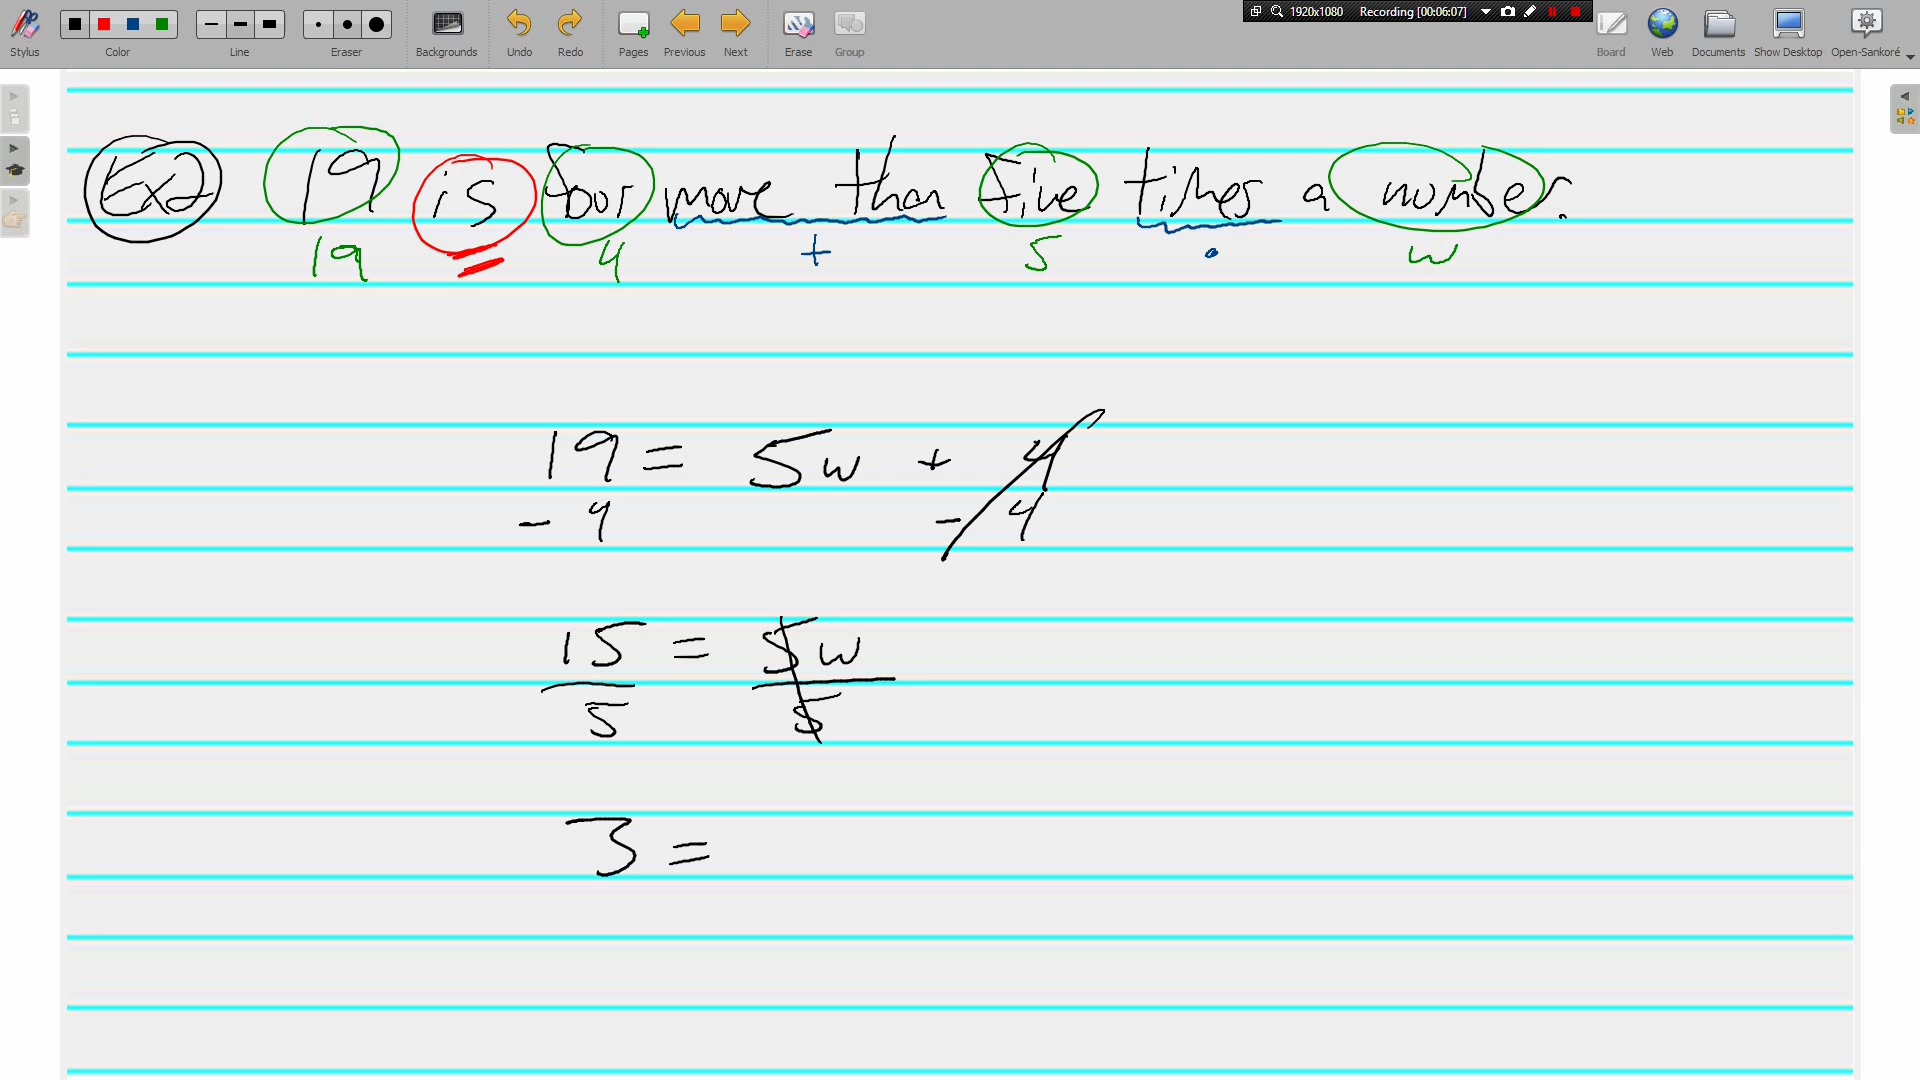 1920x1080 Recording [00:06:07]
Stylus Color Line Eraser Backgrounds Undo Redo Pages Previous Next Erase Group Board Web Documents Show Desktop Open-Sankoré
Ex2 19 is four more than five times a number.
19 = 4 + 5 • w
19 = 5w + 4
- 4 - 4
15 = 5w
5 5
3 =